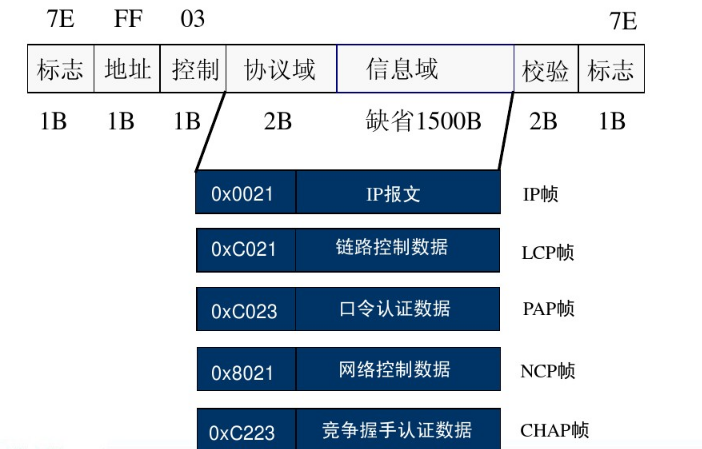 7E FF 03 7E
标志 地址 控制 协议域 信息域 校验 标志
1B 1B 1B 2B 缺省1500B 2B 1B
0x0021 IP报文 IP帧
0xC021 链路控制数据 LCP帧
0xC023 口令认证数据 PAP帧
0x8021 网络控制数据 NCP帧
0xC223 竞争握手认证数据 CHAP帧